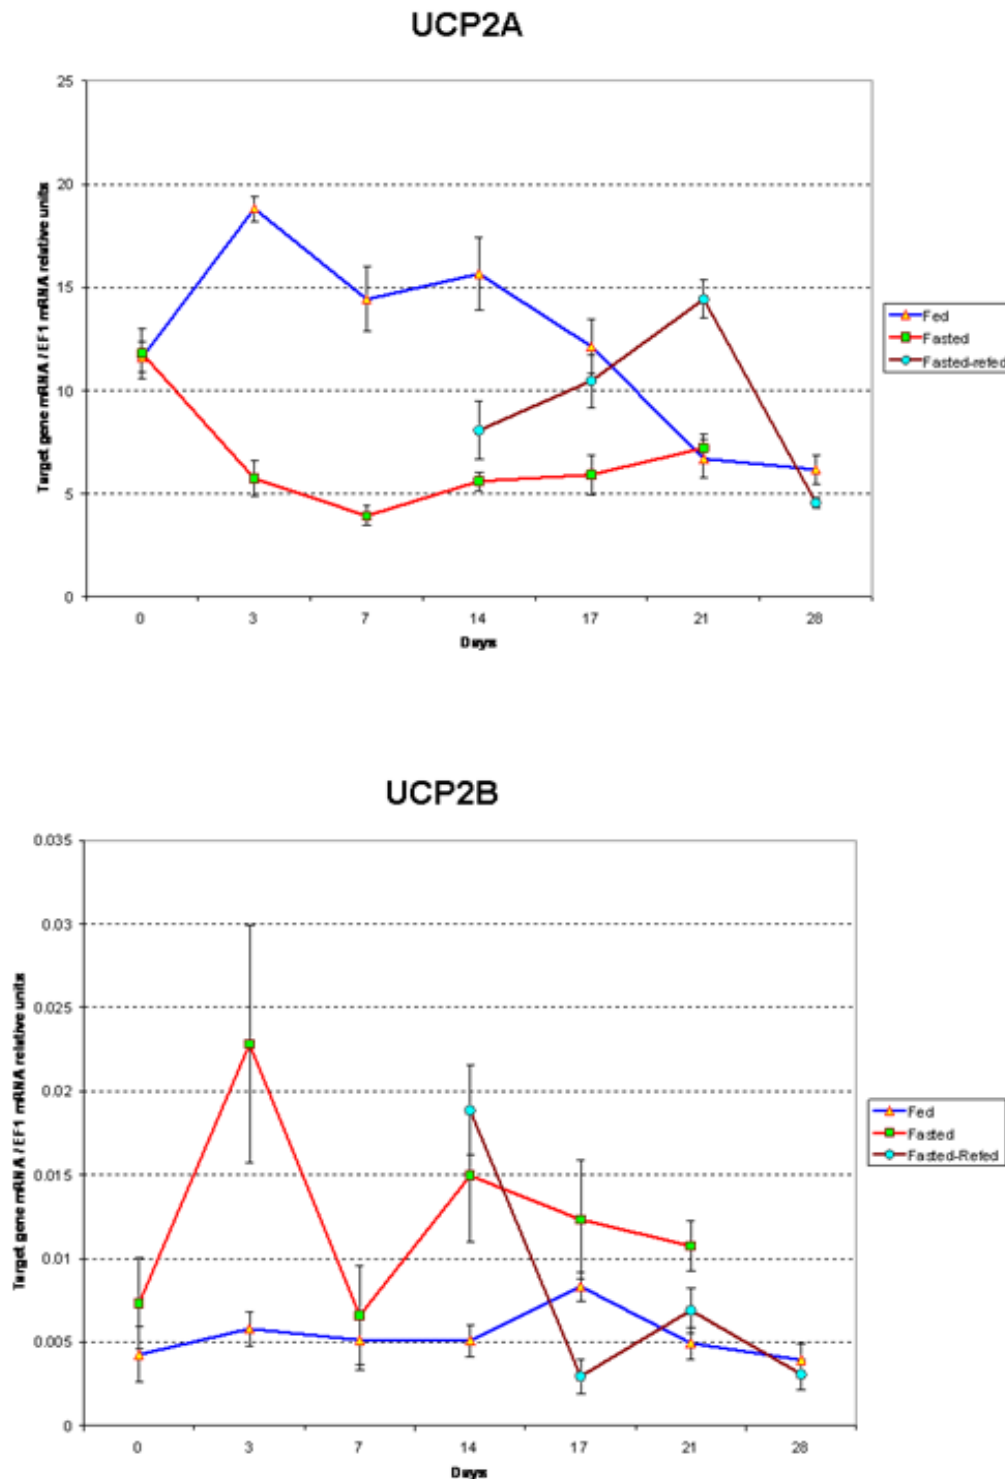 UCP2A
25
20
15
10
5
0
Target gene mRNA / EF1 mRNA relative units
0 3 7 14 17 21 28
Days
Fed
Fasted
Fasted-refed
UCP2B
0.035
0.03
0.025
0.02
0.015
0.01
0.005
0
Target gene mRNA / EF1 mRNA relative units
0 3 7 14 17 21 28
Days
Fed
Fasted
Fasted-Refed